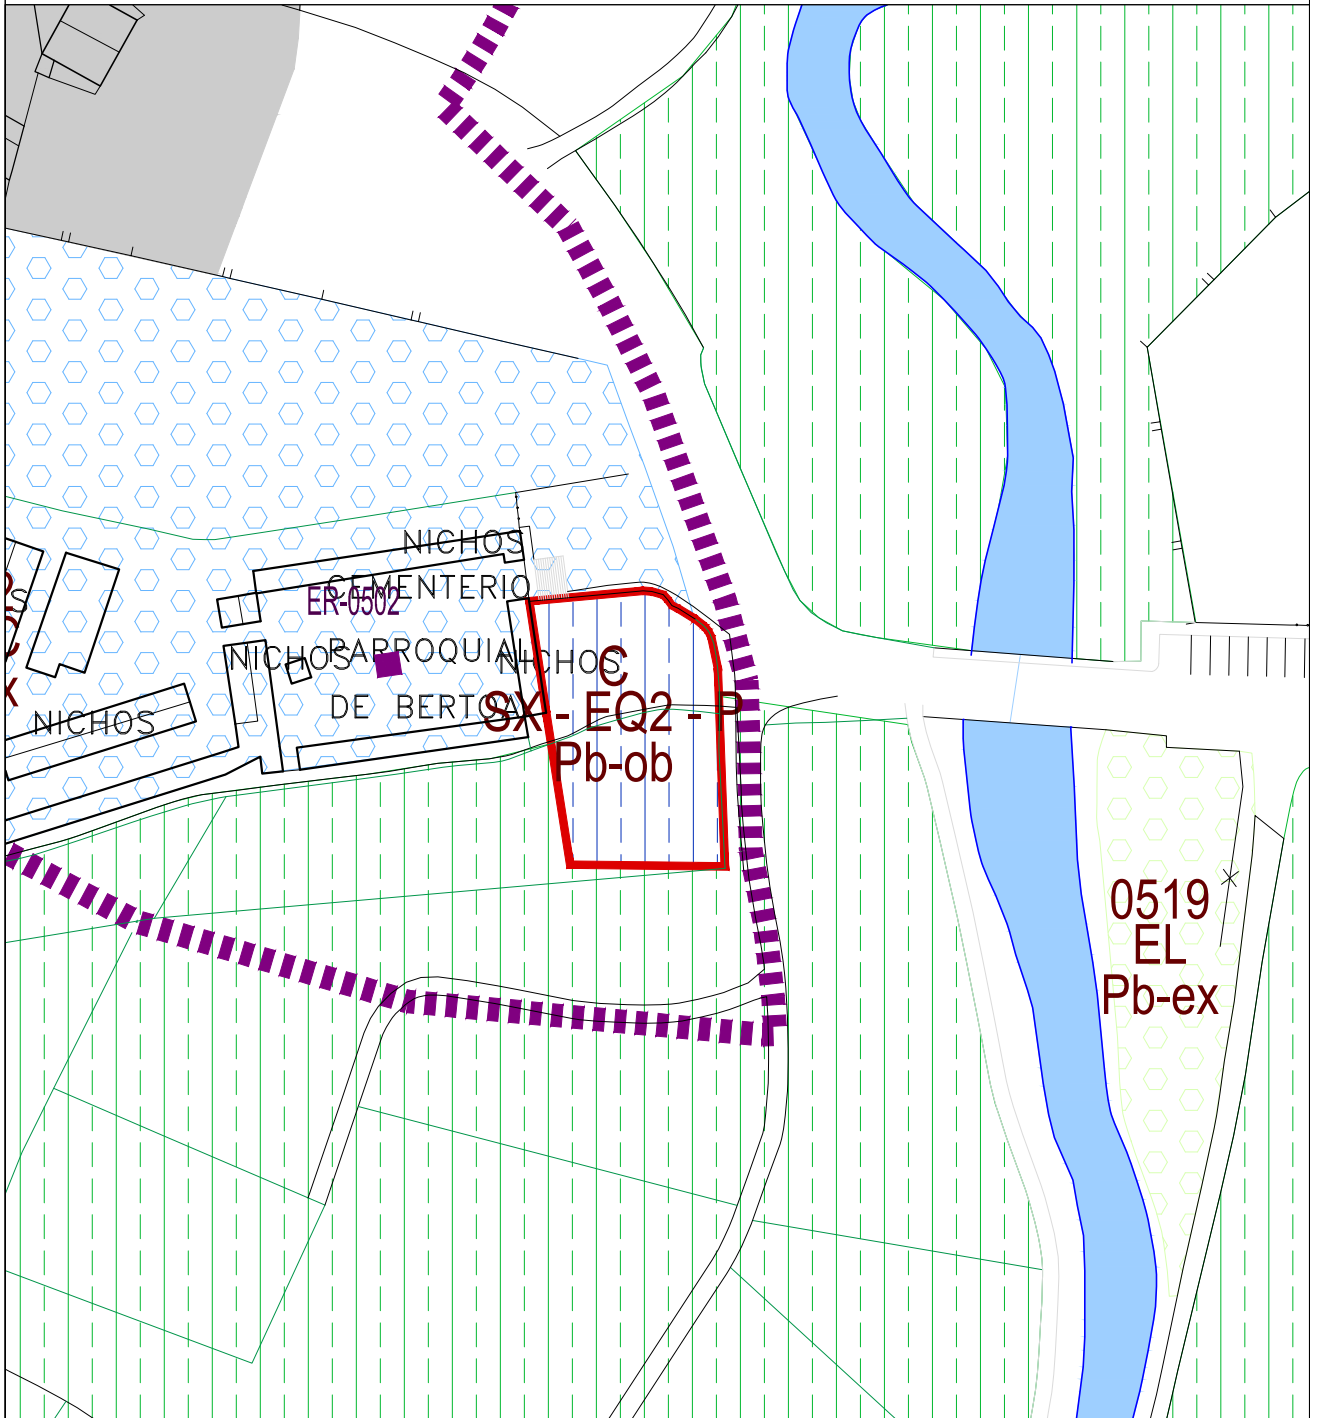 NICHOS
CEMENTERIO
ER-0502
PARROQUIAL
NICHOS
NICHOS
C
DE BERTOA
SX - EQ2 - P
NICHOS
Pb-ob
0519
EL
Pb-ex